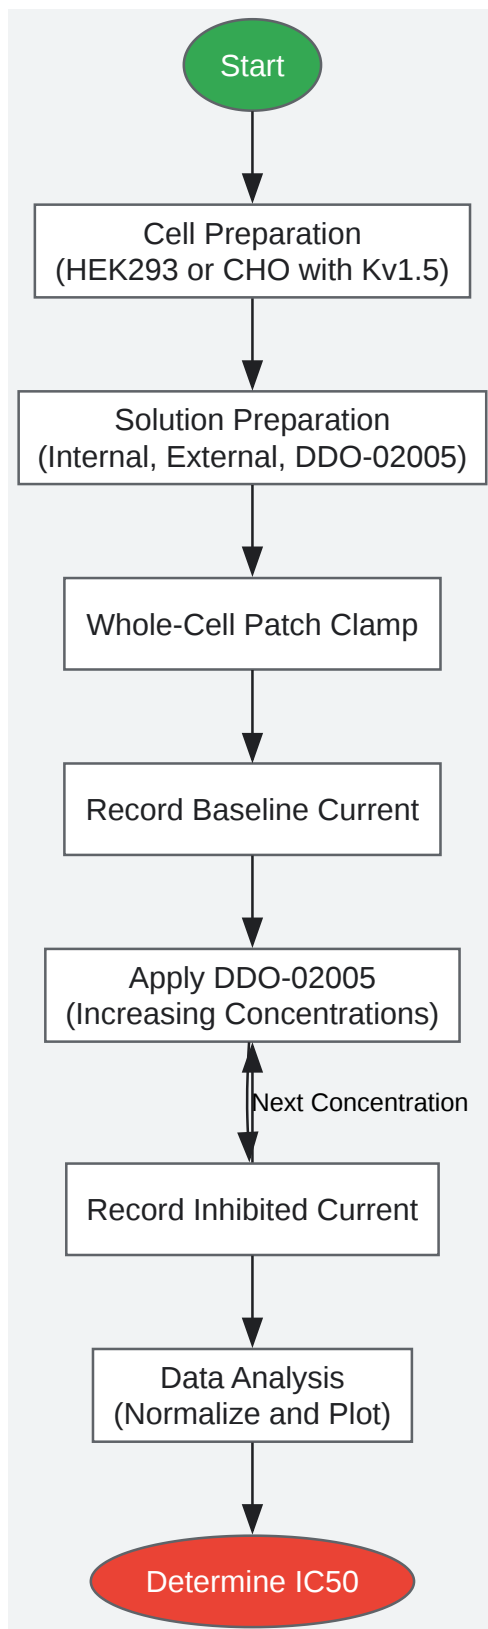 Start
Cell Preparation
(HEK293 or CHO with Kv1.5)
Solution Preparation
(Internal, External, DDO-02005)
Whole-Cell Patch Clamp
Record Baseline Current
Apply DDO-02005
(Increasing Concentrations)
Next Concentration
Record Inhibited Current
Data Analysis
(Normalize and Plot)
Determine IC50